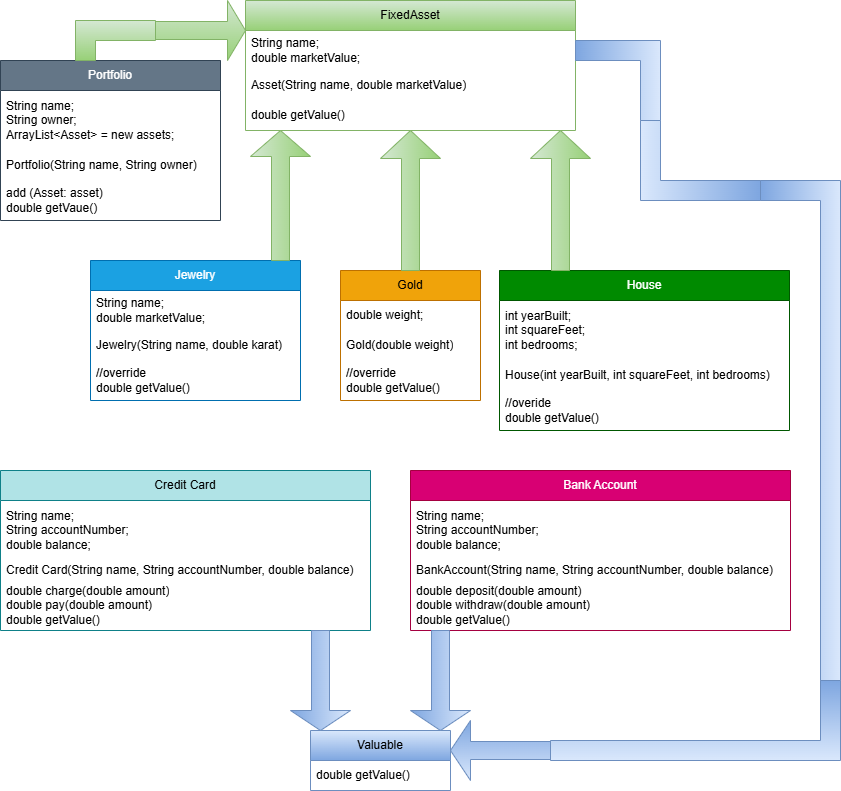 FixedAsset
String name;
double marketValue;
Asset(String name, double marketValue)
double getValue()
Portfolio
String name;
String owner;
ArrayList<Asset> = new assets;
Portfolio(String name, String owner)
add (Asset: asset)
double getVaue()
Jewelry
String name;
double marketValue;
Jewelry(String name, double karat)
//override
double getValue()
Gold
double weight;
Gold(double weight)
//override
double getValue()
House
int yearBuilt;
int squareFeet;
int bedrooms;
House(int yearBuilt, int squareFeet, int bedrooms)
//overide
double getValue()
Credit Card
String name;
String accountNumber;
double balance;
Credit Card(String name, String accountNumber, double balance)
double charge(double amount)
double pay(double amount)
double getValue()
Bank Account
String name;
String accountNumber;
double balance;
BankAccount(String name, String accountNumber, double balance)
double deposit(double amount)
double withdraw(double amount)
double getValue()
Valuable
double getValue()